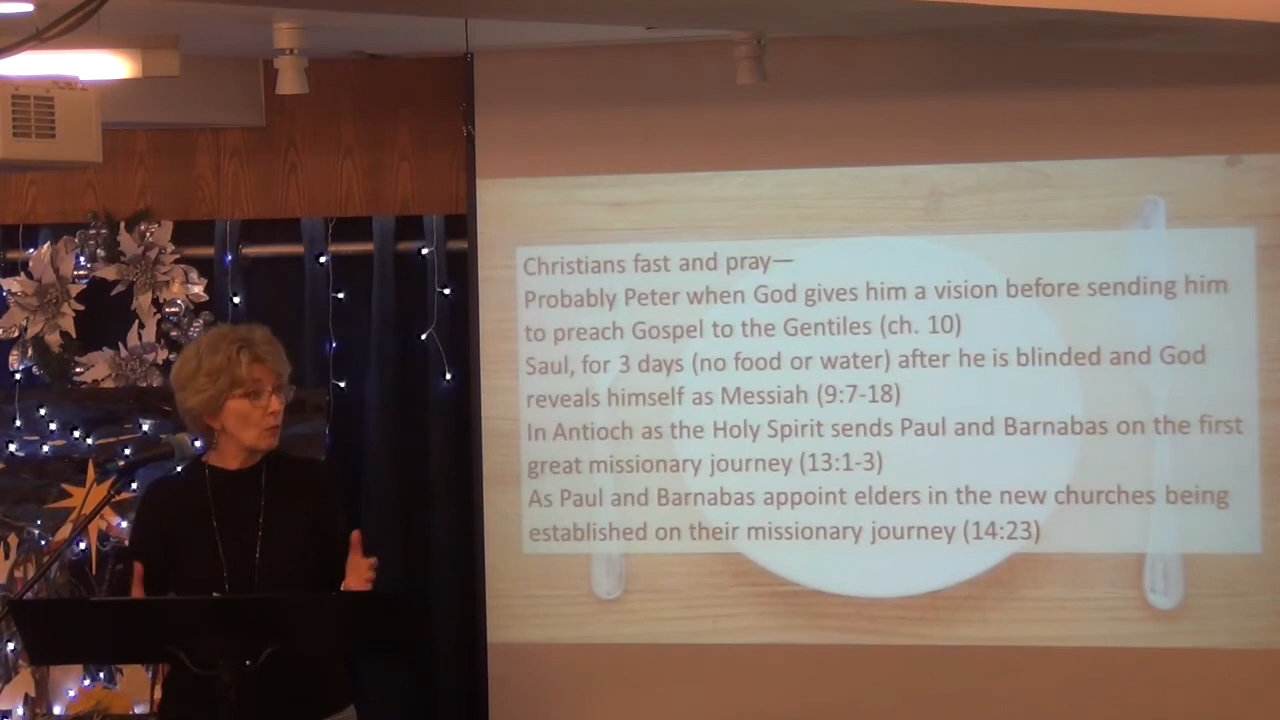 Christians fast and pray—
Probably Peter when God gives him a vision before sending him
to preach Gospel to the Gentiles (ch. 10)
Saul, for 3 days (no food or water) after he is blinded and God
reveals himself as Messiah (9:7-18)
In Antioch as the Holy Spirit sends Paul and Barnabas on the first
great missionary journey (13:1-3)
As Paul and Barnabas appoint elders in the new churches being
established on their missionary journey (14:23)